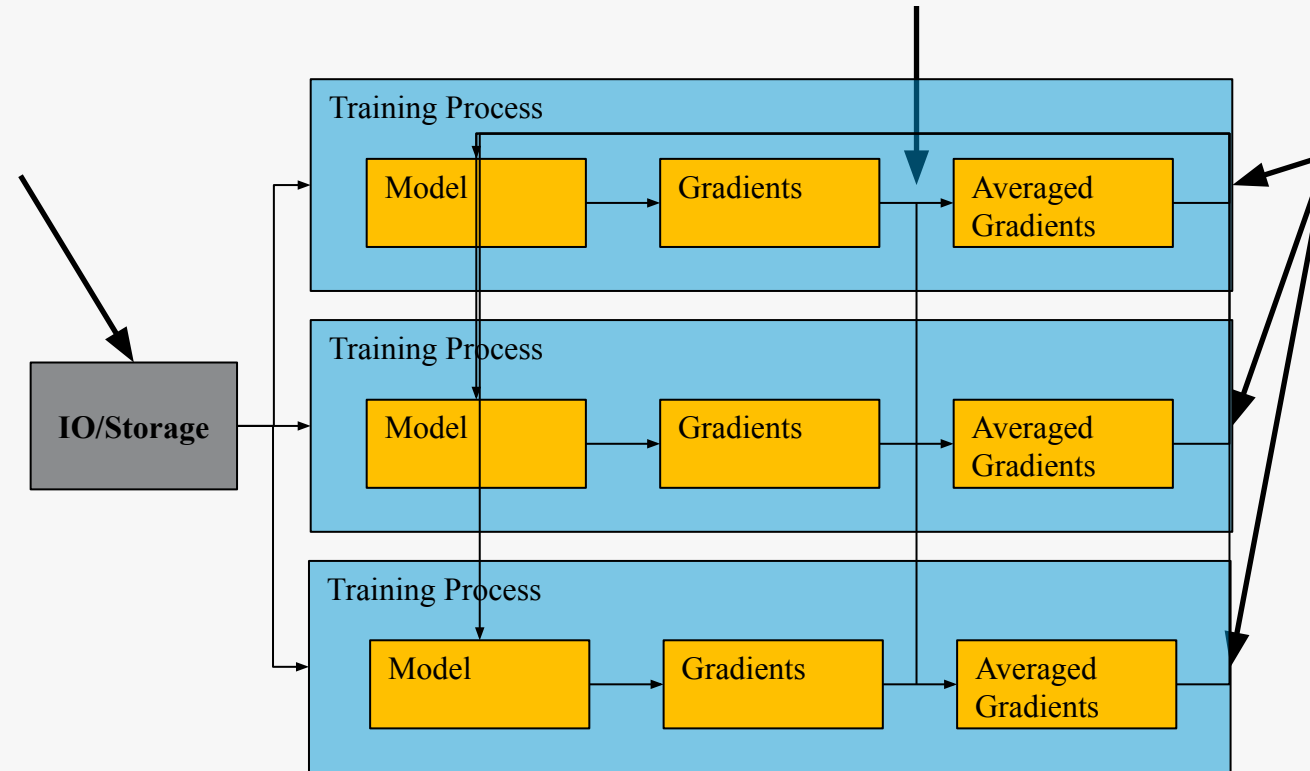 Training Process
Model
Gradients
Averaged
Gradients
IO/Storage
Training Process
Model
Gradients
Averaged
Gradients
Training Process
Model
Gradients
Averaged
Gradients